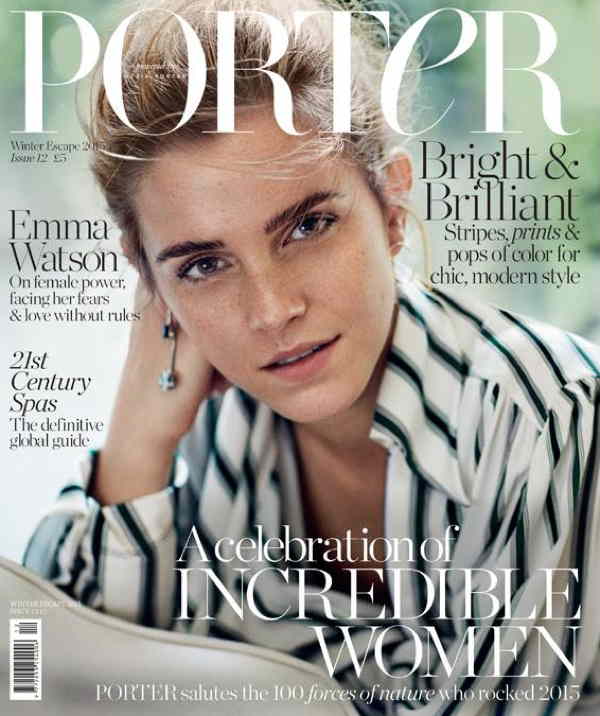 PORTER
Winter Escape 2015
Issue 12 £5
Bright &
Brilliant
Stripes, prints &
pops of color for
chic, modern style
Emma
Watson
On female power,
facing her fears
& love without rules
21st
Century
Spas
The definitive
global guide
A celebration of
INCREDIBLE
WOMEN
PORTER salutes the 100 forces of nature who rocked 2015